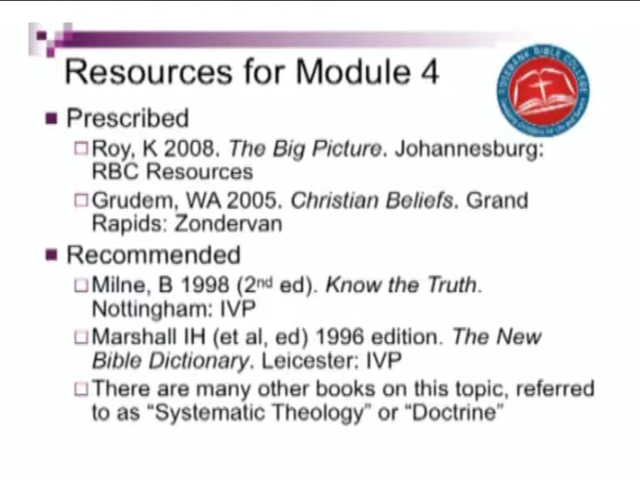 Resources for Module 4
ROSEBANK BIBLE COLLEGE
Prescribed
Roy, K 2008. The Big Picture. Johannesburg:
RBC Resources
Grudem, WA 2005. Christian Beliefs. Grand
Rapids: Zondervan
Recommended
Milne, B 1998 (2nd ed). Know the Truth.
Nottingham: IVP
Marshall IH (et al, ed) 1996 edition. The New
Bible Dictionary. Leicester: IVP
There are many other books on this topic, referred
to as “Systematic Theology” or “Doctrine”